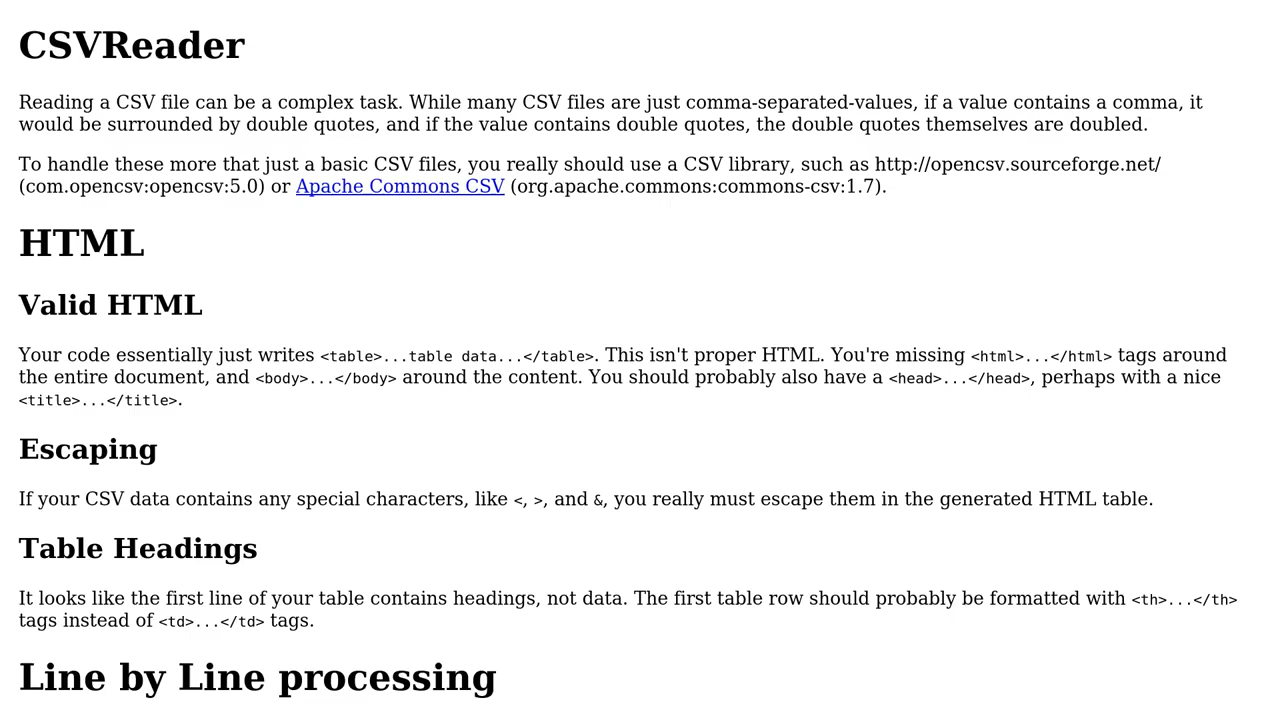 CSVReader
Reading a CSV file can be a complex task. While many CSV files are just comma-separated-values, if a value contains a comma, it
would be surrounded by double quotes, and if the value contains double quotes, the double quotes themselves are doubled.
To handle these more that just a basic CSV files, you really should use a CSV library, such as http://opencsv.sourceforge.net/
(com.opencsv:opencsv:5.0) or Apache Commons CSV (org.apache.commons:commons-csv:1.7).
HTML
Valid HTML
Your code essentially just writes <table>...table data...</table>. This isn't proper HTML. You're missing <html>...</html> tags around
the entire document, and <body>...</body> around the content. You should probably also have a <head>...</head>, perhaps with a nice
<title>...</title>.
Escaping
If your CSV data contains any special characters, like <, >, and &, you really must escape them in the generated HTML table.
Table Headings
It looks like the first line of your table contains headings, not data. The first table row should probably be formatted with <th>...</th>
tags instead of <td>...</td> tags.
Line by Line processing